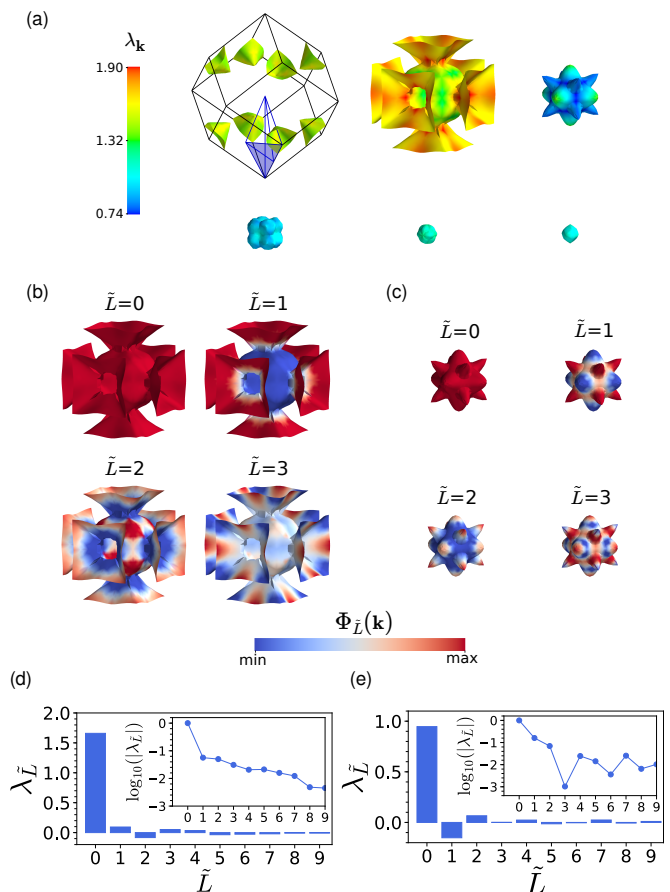 (a)
λ𝐤
1.90
1.32
0.74
(b)
(c)
L̃=0
L̃=1
L̃=0
L̃=1
L̃=2
L̃=3
L̃=2
L̃=3
Φ_L̃(𝐤)
min
max
(d)
(e)
2.0
1.5
1.0
0.5
0.0
λ_L̃
0 1 2 3 4 5 6 7 8 9
L̃
0
−1
−2
−3
log₁₀(|λ_L̃|)
0 1 2 3 4 5 6 7 8 9
1.0
0.5
0.0
λ_L̃
0 1 2 3 4 5 6 7 8 9
L̃
0
−1
−2
−3
log₁₀(|λ_L̃|)
0 1 2 3 4 5 6 7 8 9